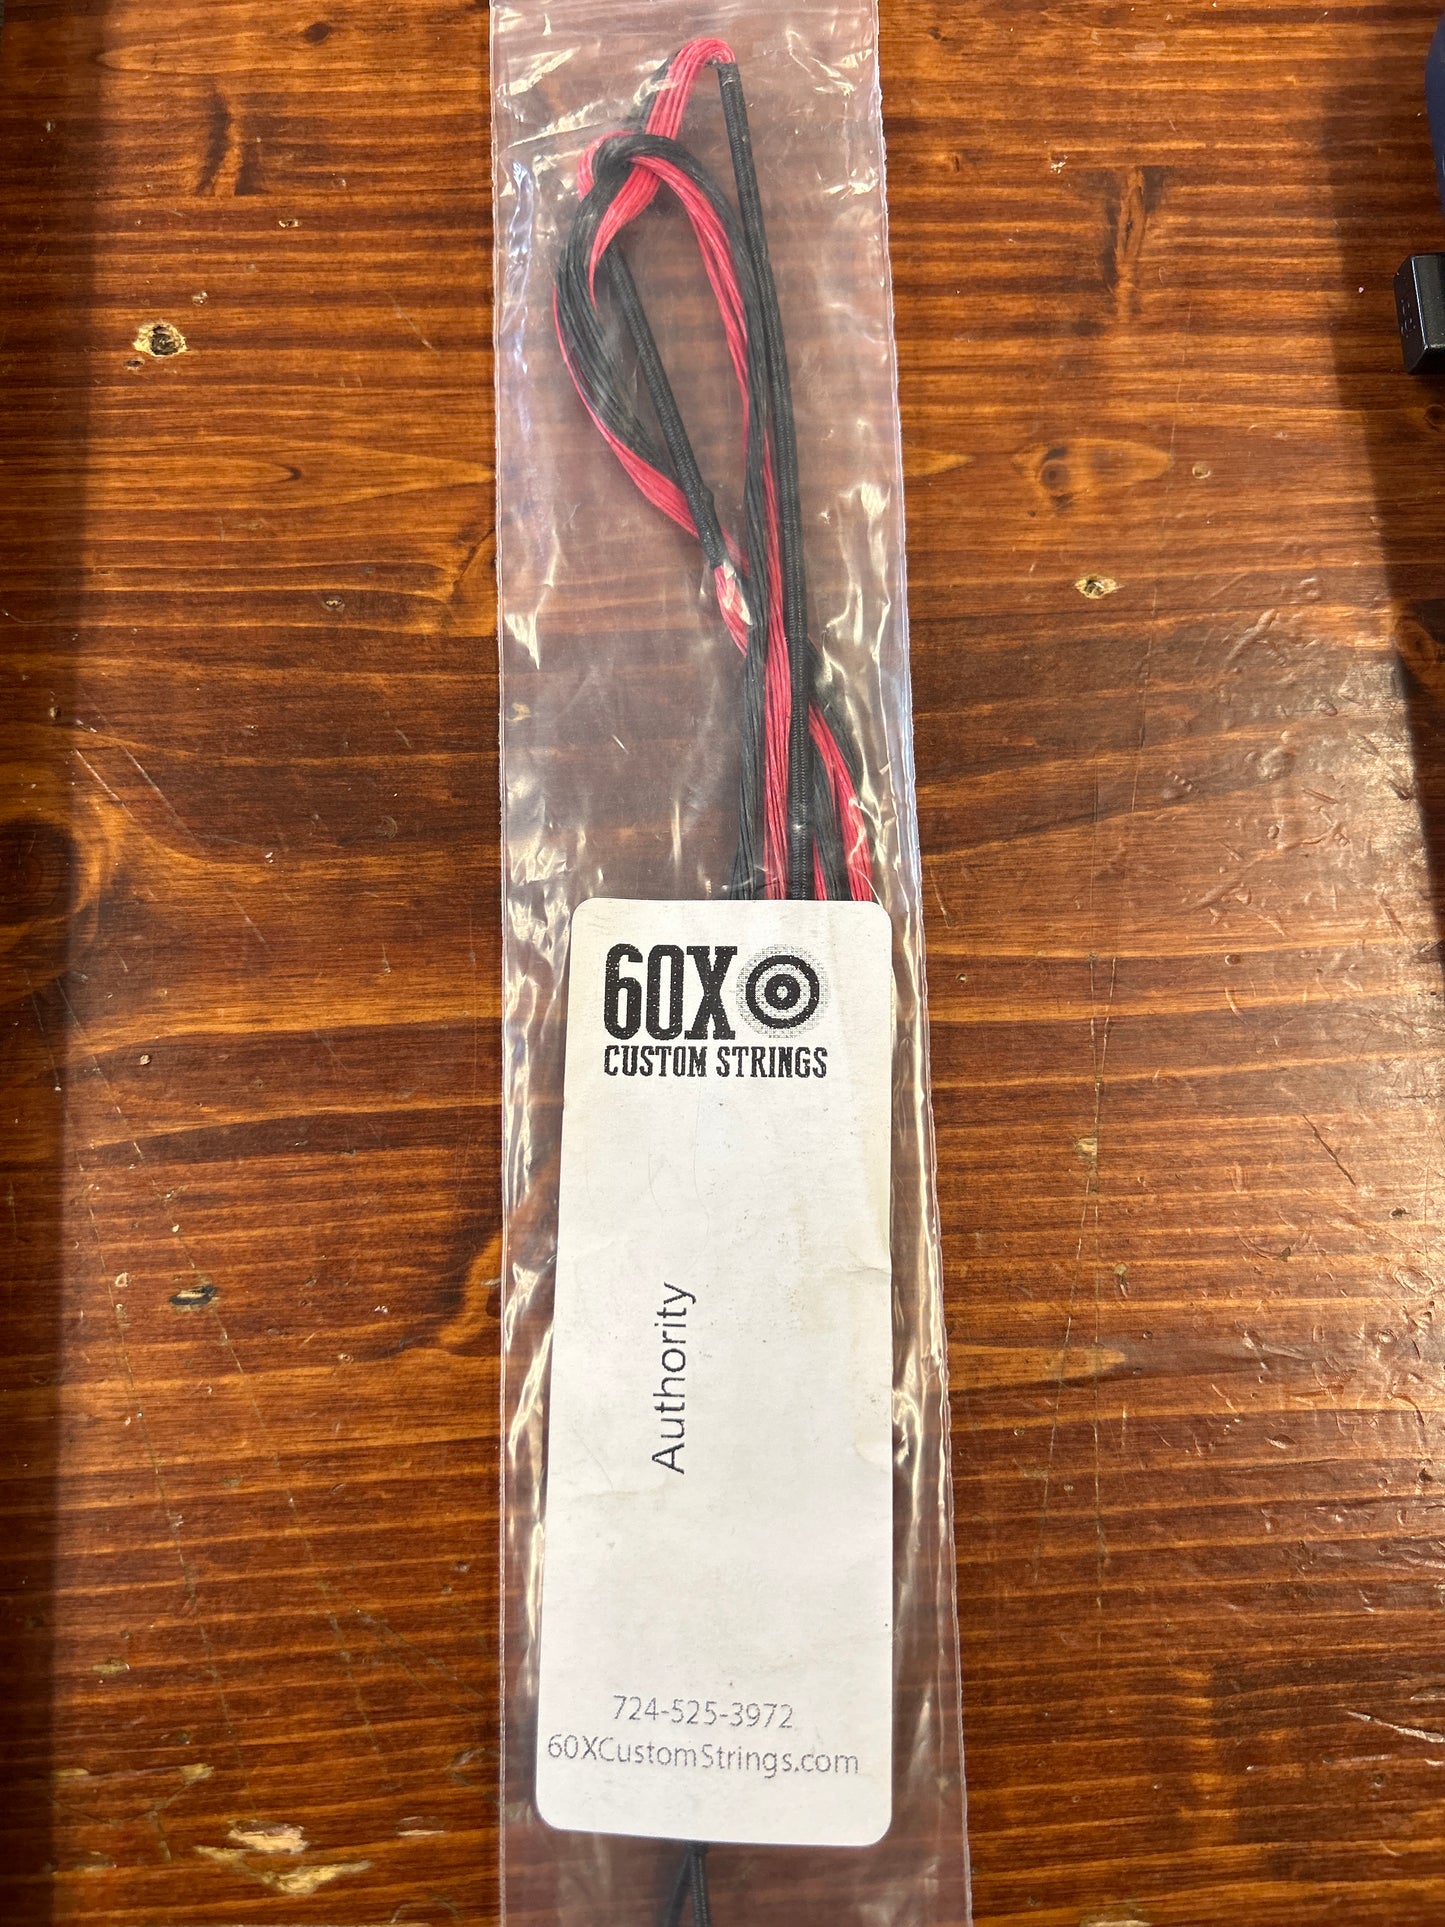 60X
CUSTOM STRINGS
Authority
724-525-3972
60XCustomStrings.com